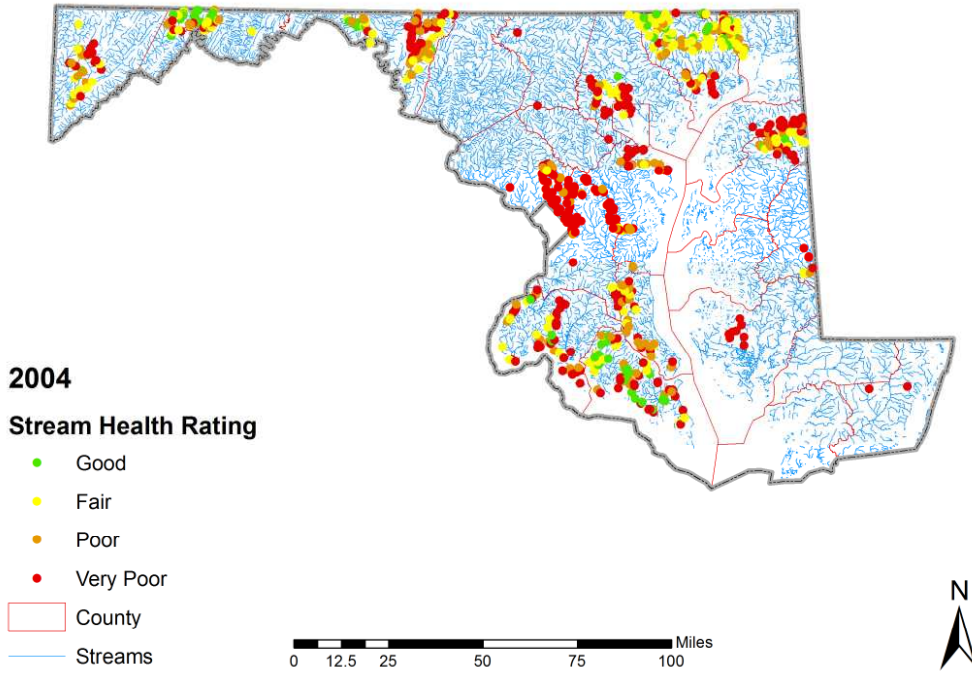 2004
Stream Health Rating
Good
Fair
Poor
Very Poor
County
Streams
Miles
0 12.5 25 50 75 100
N